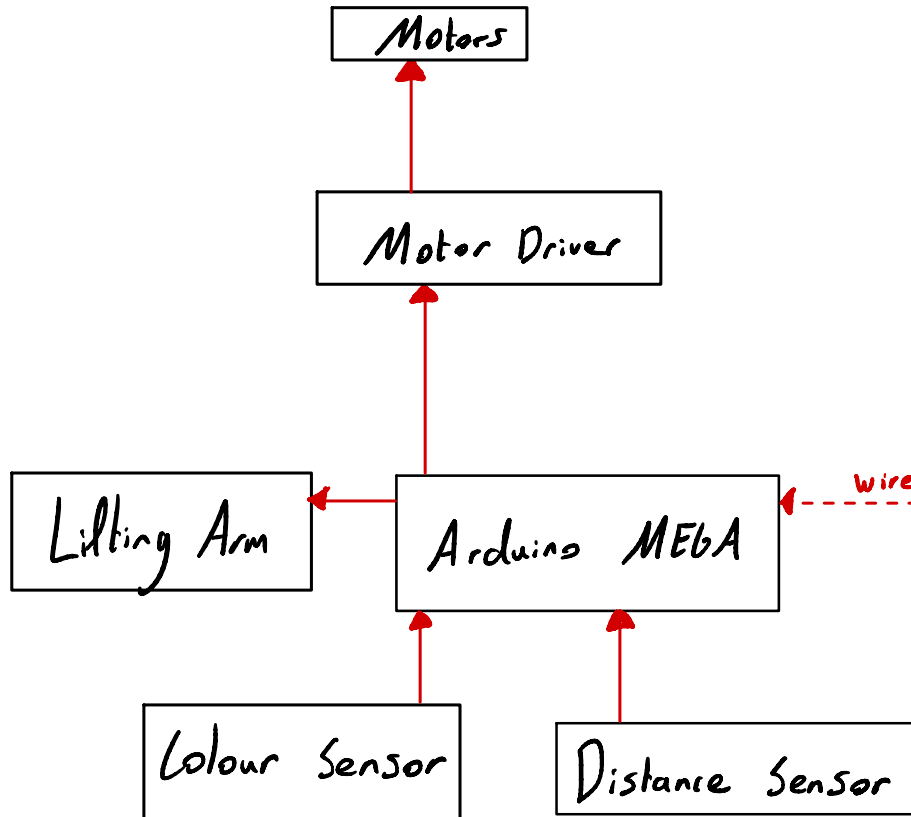 Motors
Motor Driver
wire
Lifting Arm
Arduino MEGA
Colour Sensor
Distance Sensor